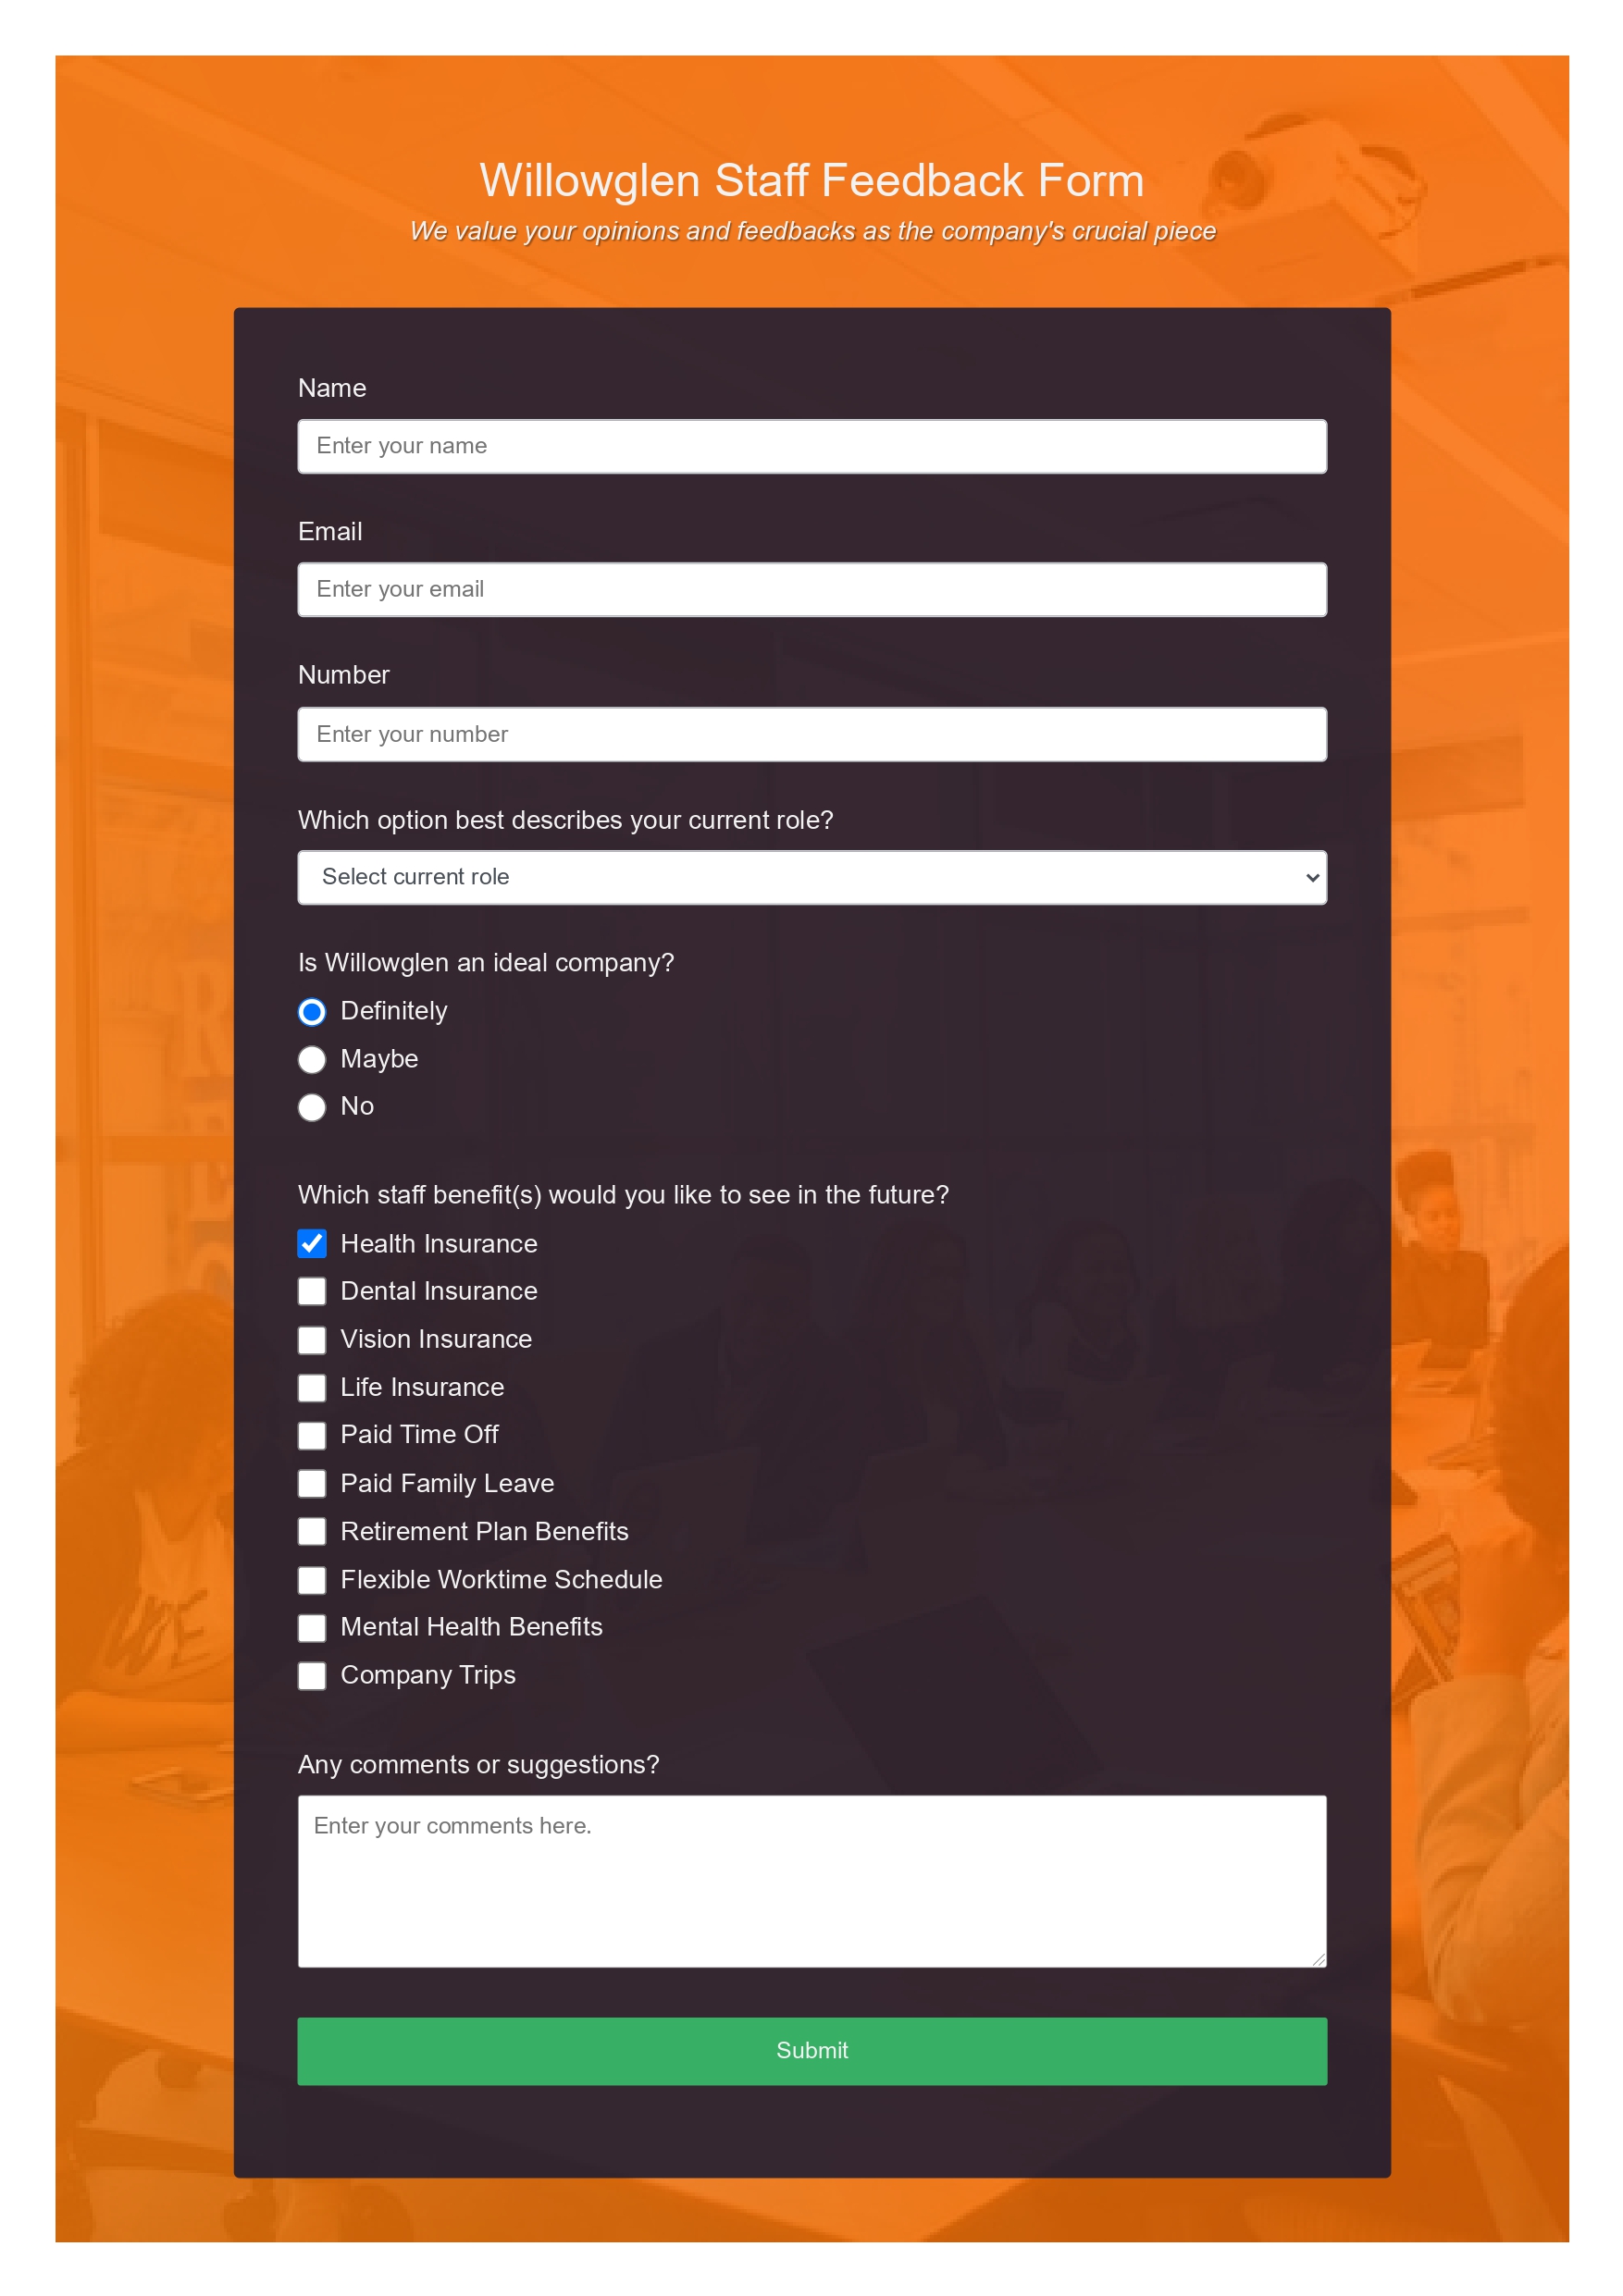 Willowglen Staff Feedback Form
We value your opinions and feedbacks as the company's crucial piece
Name
Enter your name
Email
Enter your email
Number
Enter your number
Which option best describes your current role?
Select current role
Is Willowglen an ideal company?
Definitely
Maybe
No
Which staff benefit(s) would you like to see in the future?
Health Insurance
Dental Insurance
Vision Insurance
Life Insurance
Paid Time Off
Paid Family Leave
Retirement Plan Benefits
Flexible Worktime Schedule
Mental Health Benefits
Company Trips
Any comments or suggestions?
Enter your comments here.
Submit